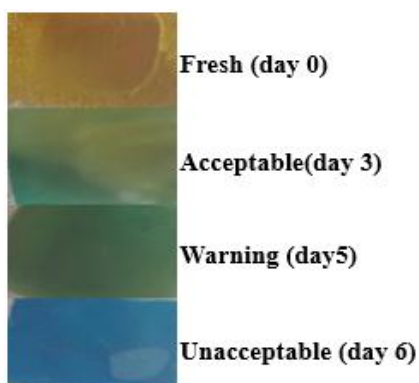 Fresh (day 0)
Acceptable(day 3)
Warning (day5)
Unacceptable (day 6)